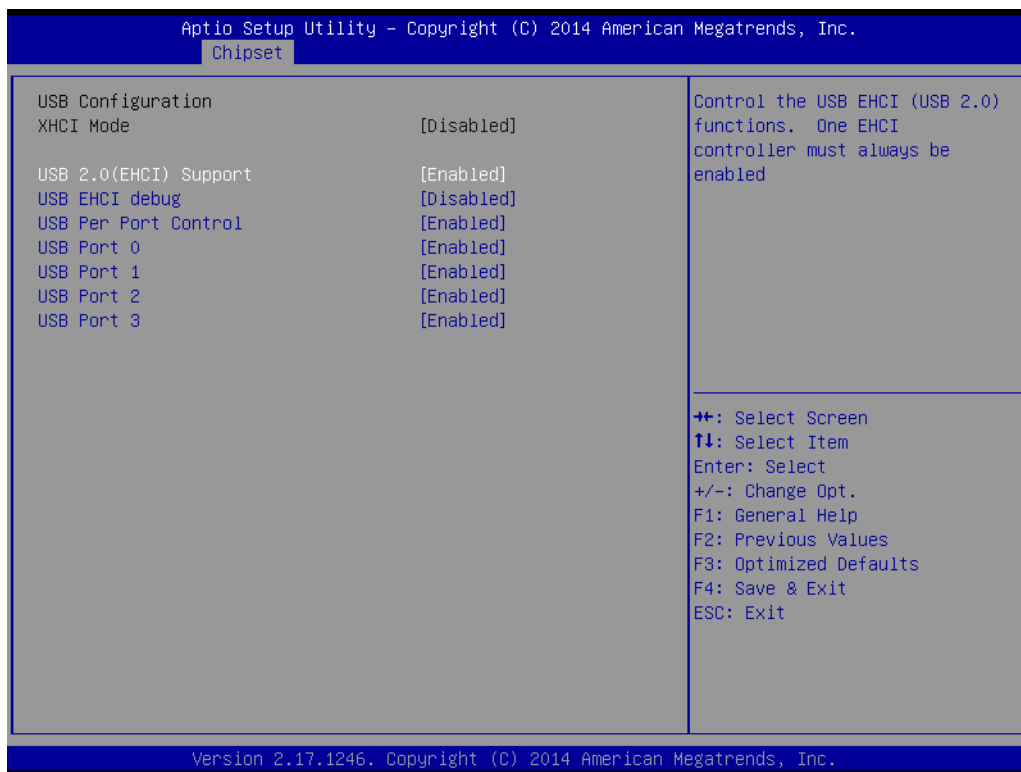 Aptio Setup Utility – Copyright (C) 2014 American Megatrends, Inc.
Chipset
USB Configuration
XHCI Mode [Disabled]
USB 2.0(EHCI) Support [Enabled]
USB EHCI debug [Disabled]
USB Per Port Control [Enabled]
USB Port 0 [Enabled]
USB Port 1 [Enabled]
USB Port 2 [Enabled]
USB Port 3 [Enabled]
Control the USB EHCI (USB 2.0)
functions. One EHCI
controller must always be
enabled
→←: Select Screen
↑↓: Select Item
Enter: Select
+/-: Change Opt.
F1: General Help
F2: Previous Values
F3: Optimized Defaults
F4: Save & Exit
ESC: Exit
Version 2.17.1246. Copyright (C) 2014 American Megatrends, Inc.